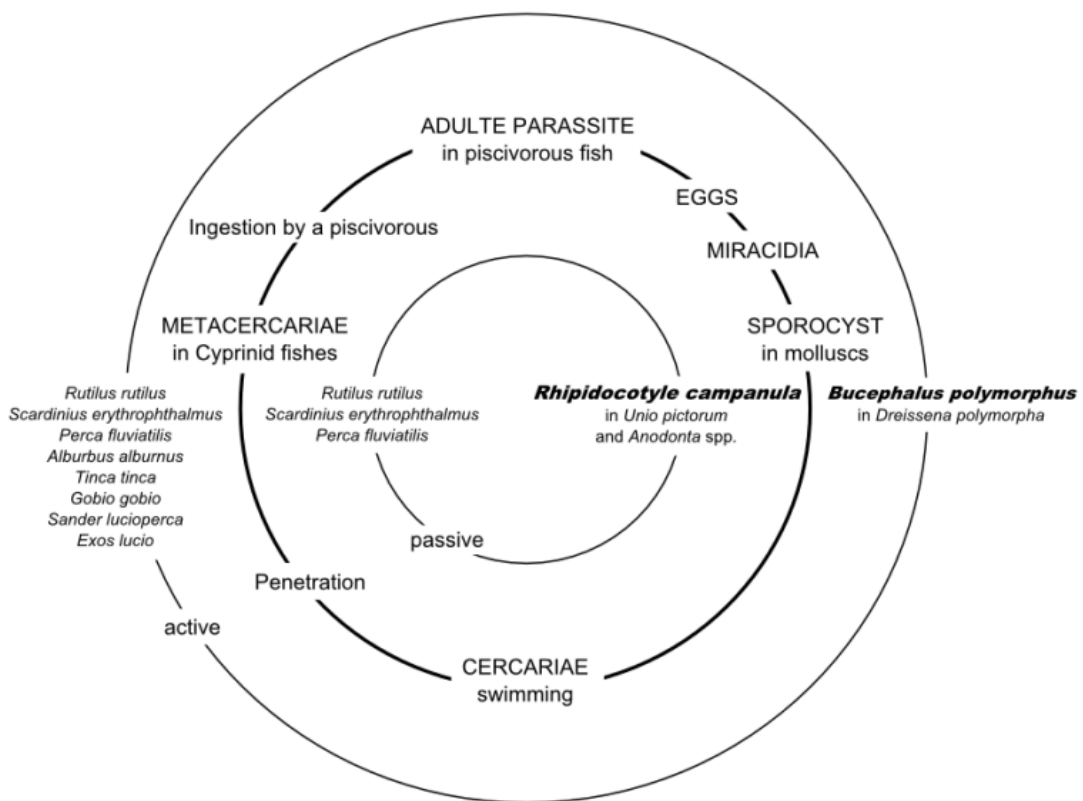 ADULTE PARASSITE
in piscivorous fish
EGGS
Ingestion by a piscivorous
MIRACIDIA
METACERCARIAE
in Cyprinid fishes
SPOROCYST
in molluscs
Rutilus rutilus
Scardinius erythrophthalmus
Perca fluviatilis
Alburbus alburnus
Tinca tinca
Gobio gobio
Sander lucioperca
Exos lucio
Rutilus rutilus
Scardinius erythrophthalmus
Perca fluviatilis
Rhipidocotyle campanula
in Unio pictorum
and Anodonta spp.
Bucephalus polymorphus
in Dreissena polymorpha
passive
Penetration
active
CERCARIAE
swimming